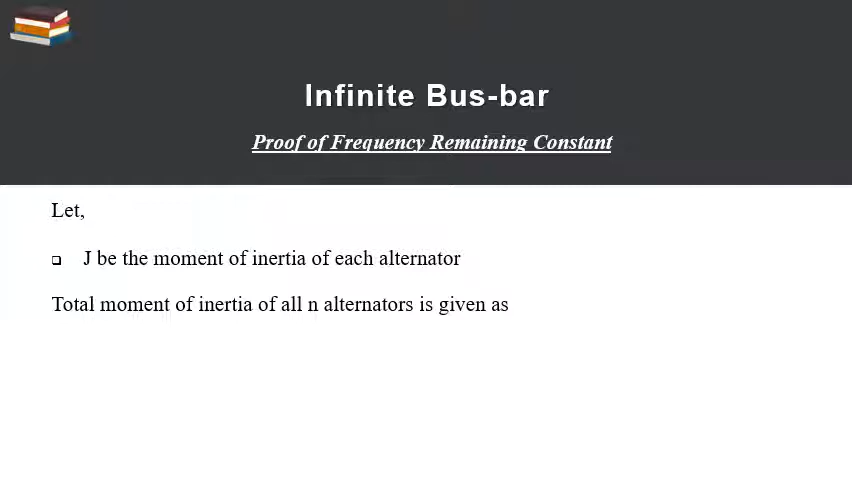 Infinite Bus-bar
Proof of Frequency Remaining Constant
Let,
J be the moment of inertia of each alternator
Total moment of inertia of all n alternators is given as